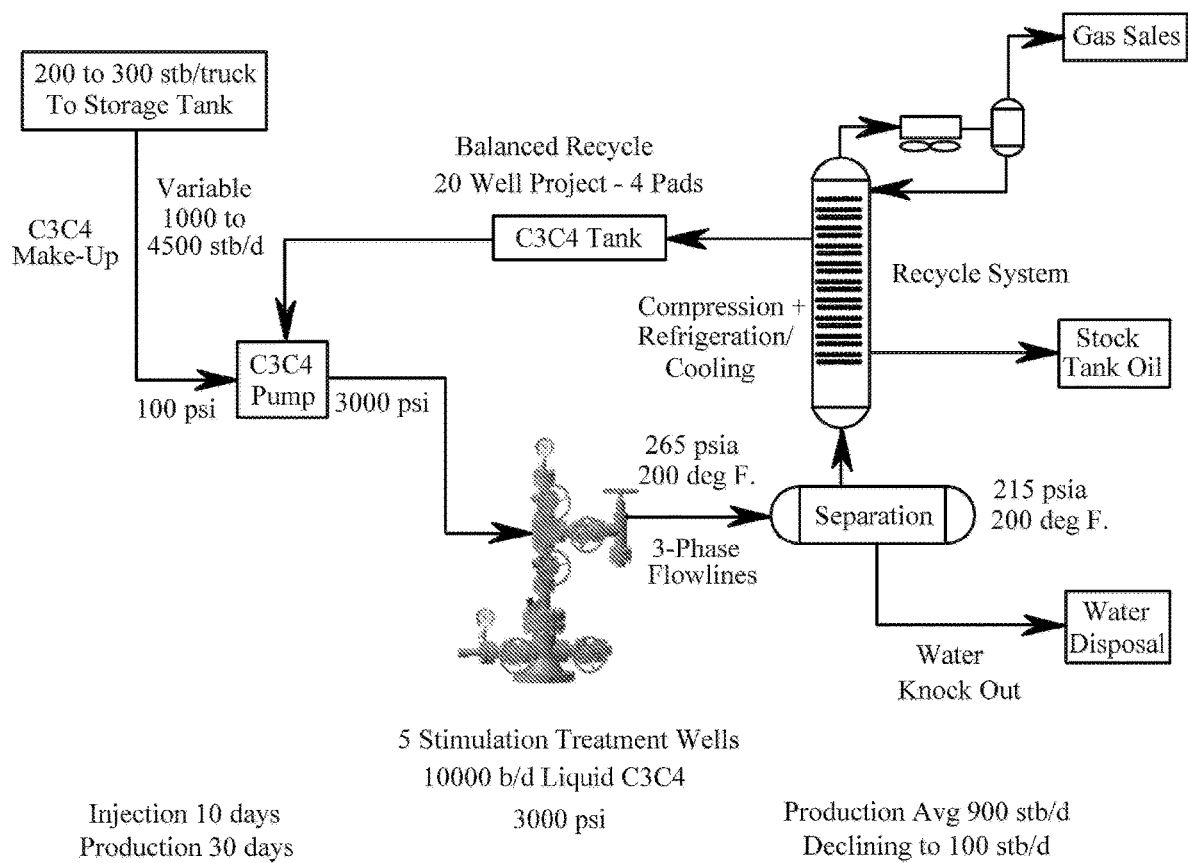 Gas Sales
200 to 300 stb/truck
To Storage Tank
Balanced Recycle
20 Well Project - 4 Pads
Variable
1000 to
4500 stb/d
C3C4
Make-Up
C3C4 Tank
Recycle System
Compression +
Refrigeration/
Cooling
Stock
Tank Oil
C3C4
Pump
100 psi
3000 psi
265 psia
200 deg F.
Separation
215 psia
200 deg F.
3-Phase
Flowlines
Water
Disposal
Water
Knock Out
5 Stimulation Treatment Wells
10000 b/d Liquid C3C4
3000 psi
Injection 10 days
Production 30 days
Production Avg 900 stb/d
Declining to 100 stb/d